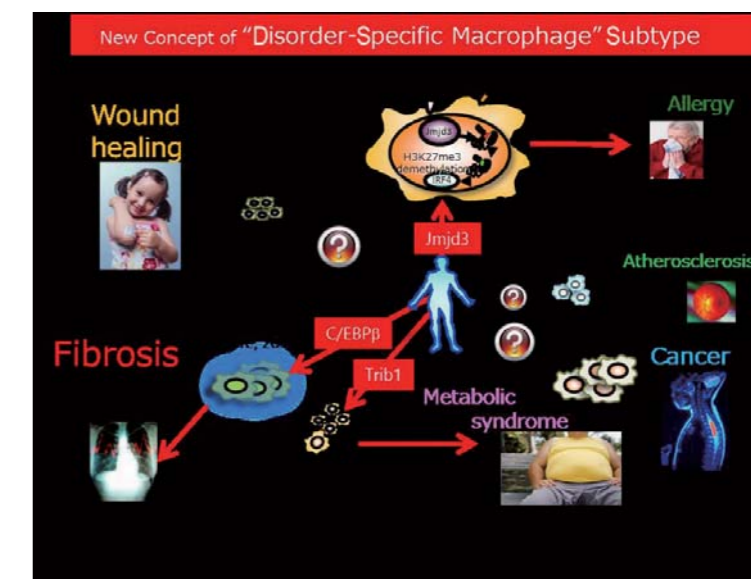 New Concept of "Disorder-Specific Macrophage" Subtype
Wound
healing
Allergy
Jmjd3
H3K27me3
demethylation
IRF4
Jmjd3
?
Atherosclerosis
?
?
C/EBPβ
Fibrosis
Cancer
Trib1
Metabolic
syndrome